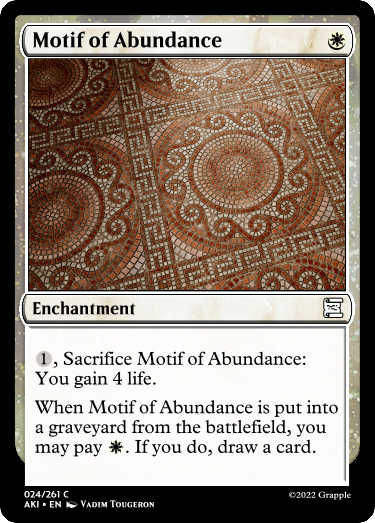 Motif of Abundance
Enchantment
1, Sacrifice Motif of Abundance:
You gain 4 life.
When Motif of Abundance is put into
a graveyard from the battlefield, you
may pay . If you do, draw a card.
024/261 C
AKI • EN Vadim Tougeron
©2022 Grapple